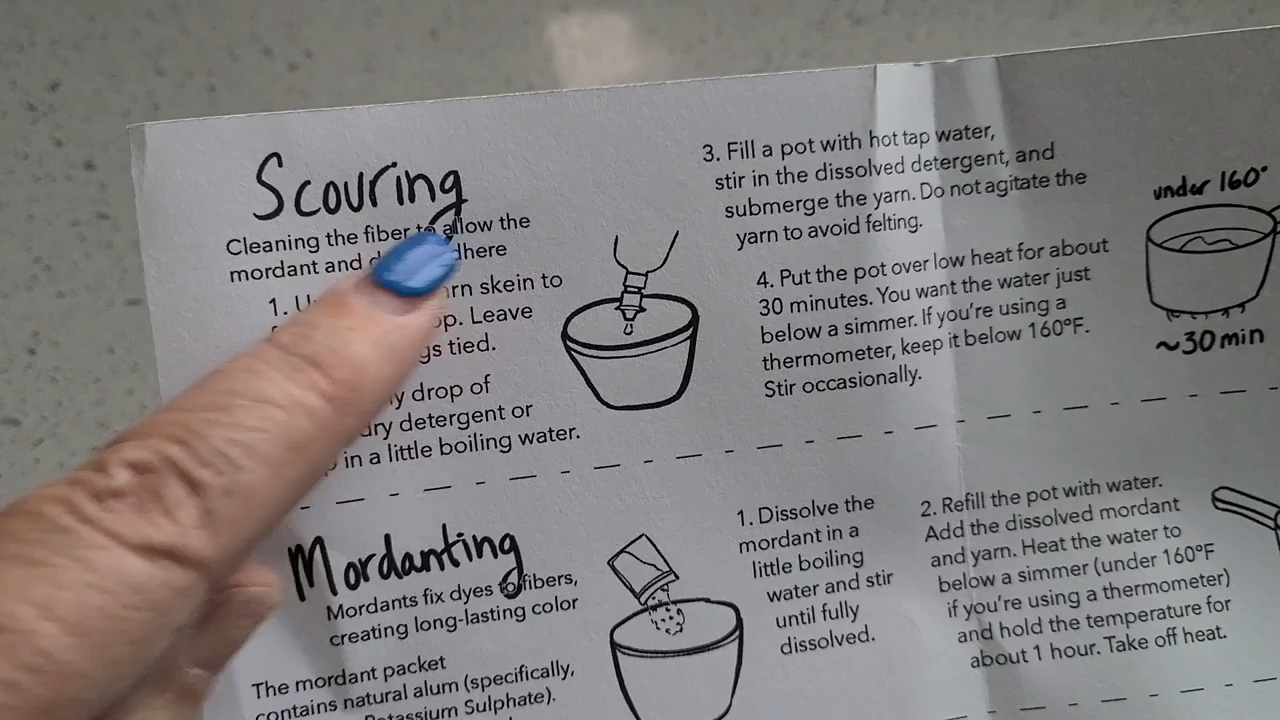 Scouring
Cleaning the fiber to allow the
mordant and
1. skein to
Leave
tied.
drop of
detergent or
in a little boiling water.
3. Fill a pot with hot tap water,
stir in the dissolved detergent, and
submerge the yarn. Do not agitate the
yarn to avoid felting.
4. Put the pot over low heat for about
30 minutes. You want the water just
below a simmer. If you're using a
thermometer, keep it below 160°F.
Stir occasionally.
under 160°
~30 min
Mordanting
Mordants fix dyes to fibers,
creating long-lasting color
The mordant packet
contains natural alum (specifically,
Potassium Sulphate).
1. Dissolve the
mordant in a
little boiling
water and stir
until fully
dissolved.
2. Refill the pot with water.
Add the dissolved mordant
and yarn. Heat the water to
below a simmer (under 160°F
if you're using a thermometer)
and hold the temperature for
about 1 hour. Take off heat.